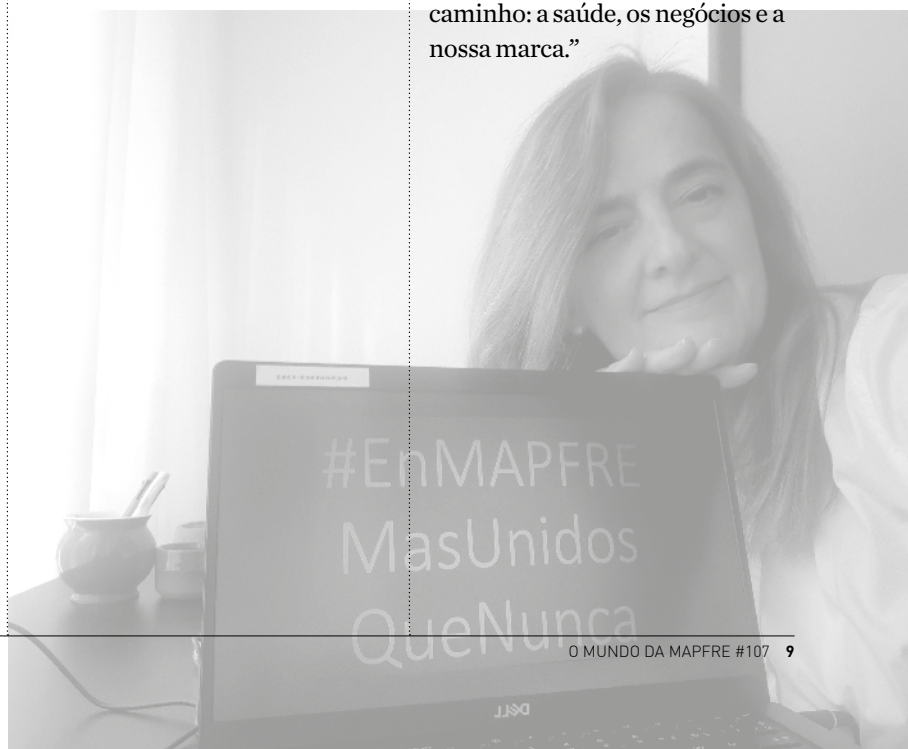 caminho: a saúde, os negócios e a
nossa marca.”
#EnMAPFRE
MasUnidos
QueNunca
O MUNDO DA MAPFRE #107 9
DELL